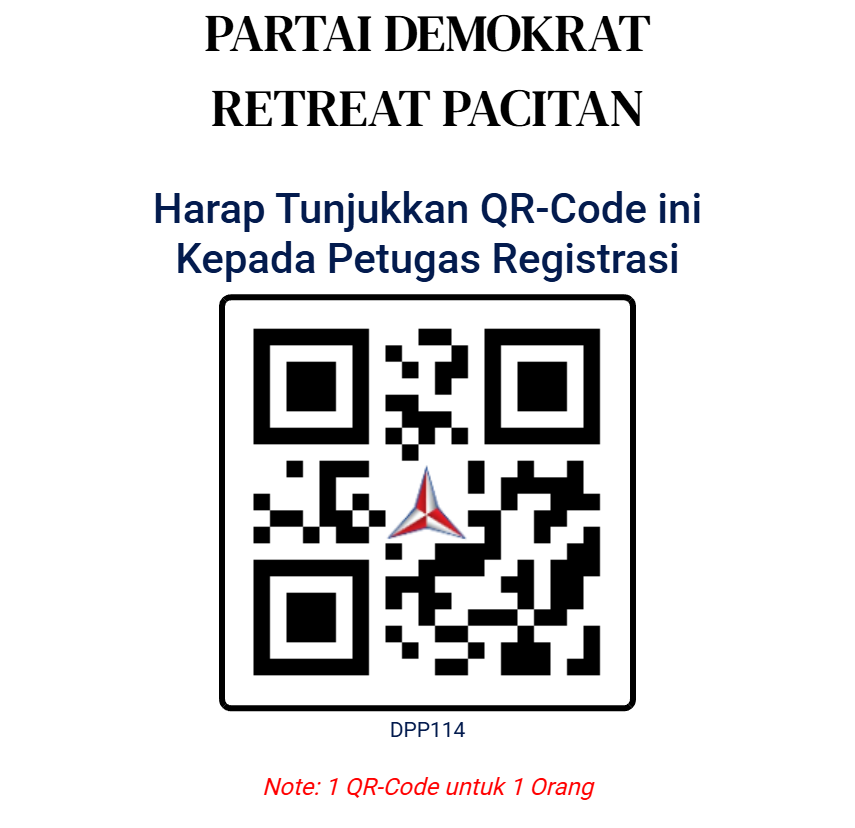 PARTAI DEMOKRAT
RETREAT PACITAN
Harap Tunjukkan QR-Code ini
Kepada Petugas Registrasi
DPP114
Note: 1 QR-Code untuk 1 Orang